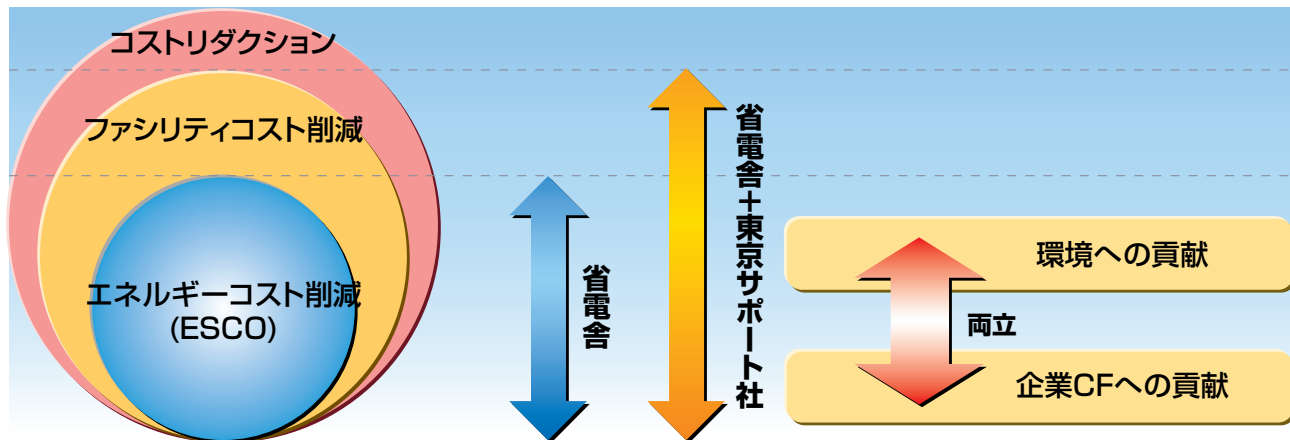 コストリダクション
ファシリティコスト削減
エネルギーコスト削減
(ESCO)
省電舎
省電舎＋東京サポート社
環境への貢献
両立
企業CFへの貢献